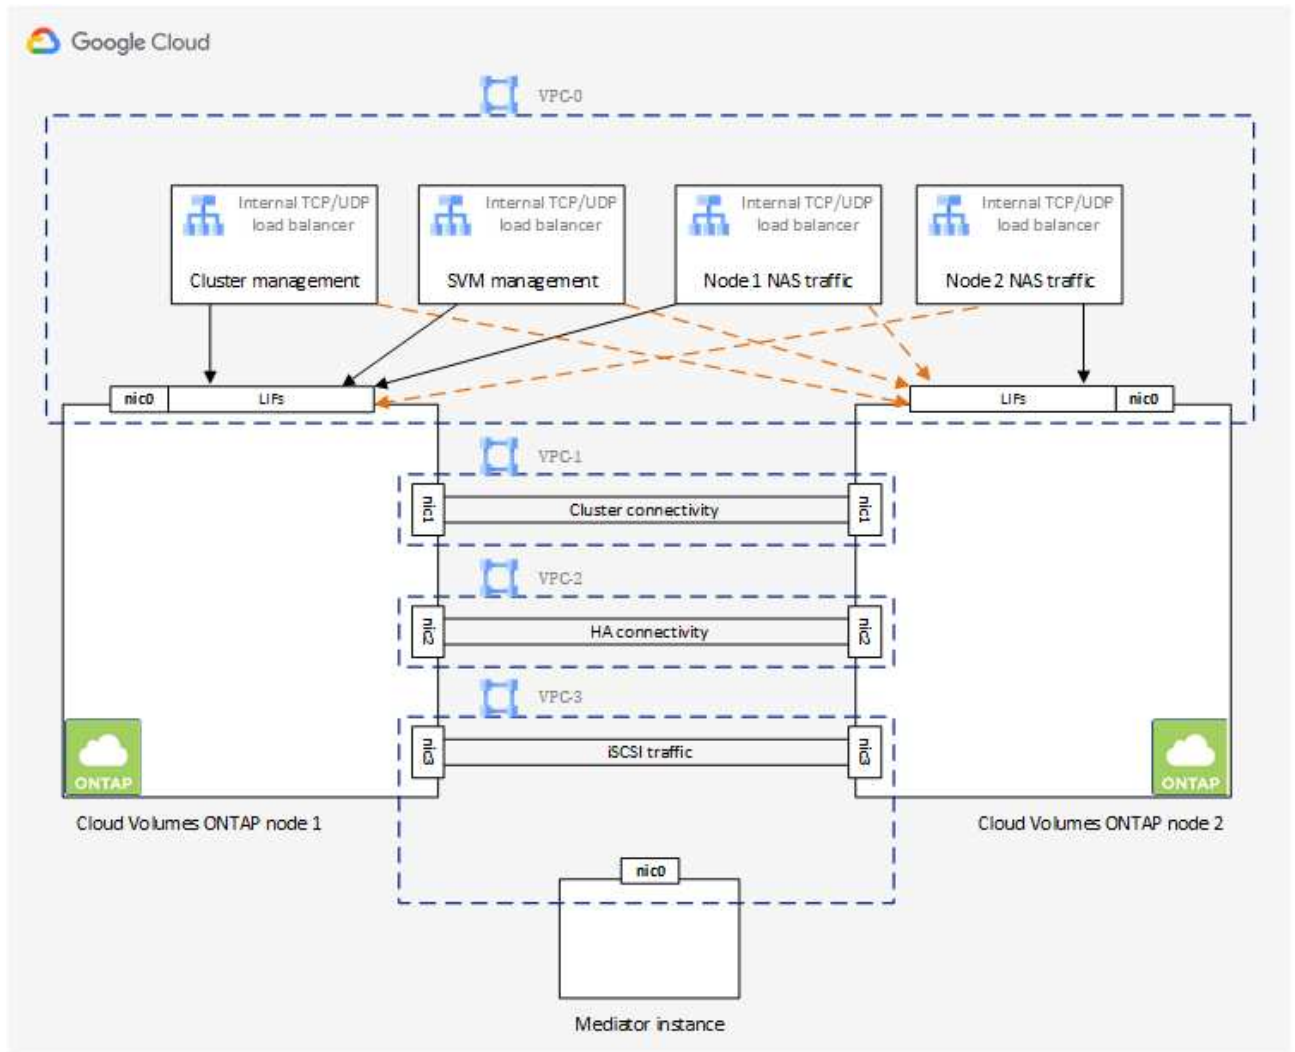 Google Cloud
VPC-0
Internal TCP/UDP
load balancer
Cluster management
Internal TCP/UDP
load balancer
SVM management
Internal TCP/UDP
load balancer
Node 1 NAS traffic
Internal TCP/UDP
load balancer
Node 2 NAS traffic
nic0
LIFs
LIFs
nic0
VPC-1
nic1
Cluster connectivity
nic1
VPC-2
nic2
HA connectivity
nic2
VPC-3
nic3
iSCSI traffic
nic3
ONTAP
ONTAP
Cloud Volumes ONTAP node 1
Cloud Volumes ONTAP node 2
nic0
Mediator instance